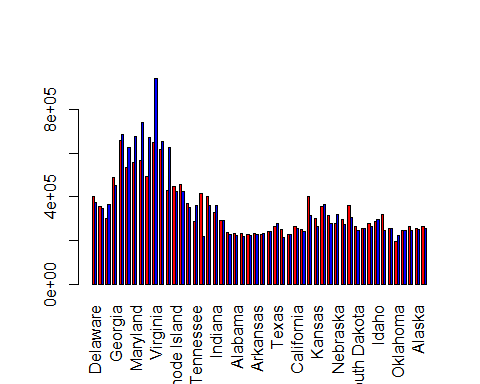 8e+05
4e+05
0e+00
Delaware
Georgia
Maryland
Virginia
hode Island
Tennessee
Indiana
Alabama
Arkansas
Texas
California
Kansas
Nebraska
outh Dakota
Idaho
Oklahoma
Alaska